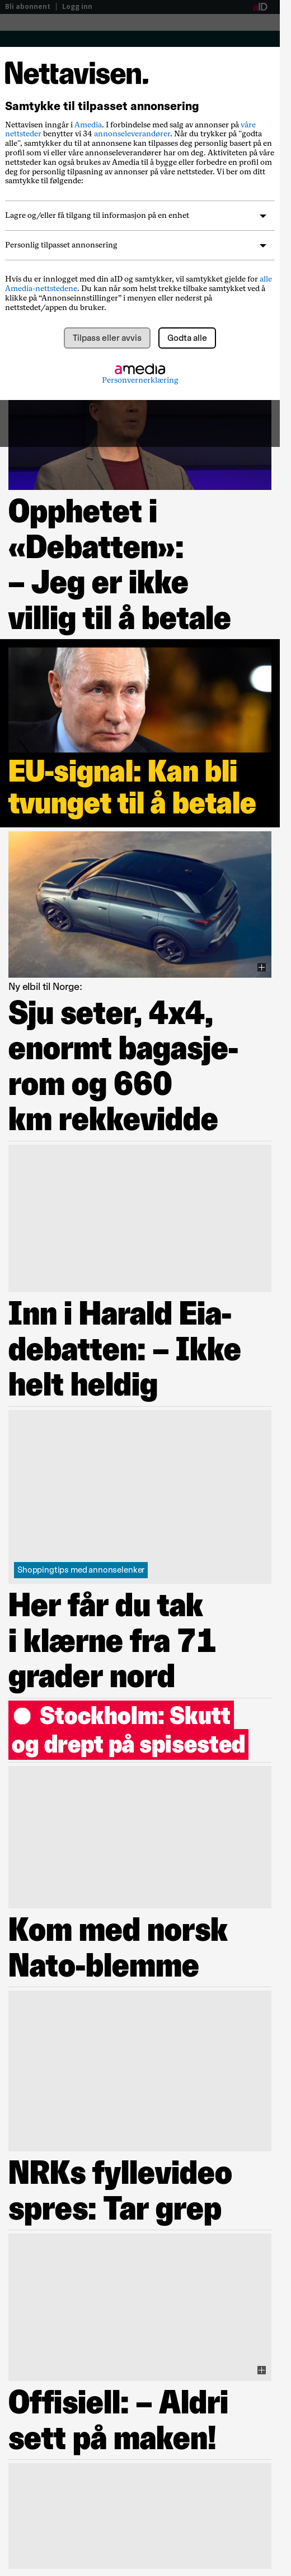 Bli abonnent | Logg inn
aID
Nettavisen.
Samtykke til tilpasset annonsering
Nettavisen inngår i Amedia. I forbindelse med salg av annonser på våre
nettsteder benytter vi 34 annonseleverandører. Når du trykker på "godta
alle", samtykker du til at annonsene kan tilpasses deg personlig basert på en
profil som vi eller våre annonseleverandører har om deg. Aktiviteten på våre
nettsteder kan også brukes av Amedia til å bygge eller forbedre en profil om
deg for personlig tilpasning av annonser på våre nettsteder. Vi ber om ditt
samtykke til følgende:
Lagre og/eller få tilgang til informasjon på en enhet
Personlig tilpasset annonsering
Hvis du er innlogget med din aID og samtykker, vil samtykket gjelde for alle
Amedia-nettstedene. Du kan når som helst trekke tilbake samtykket ved å
klikke på “Annonseinnstillinger” i menyen eller nederst på
nettstedet/appen du bruker.
Tilpass eller avvis
Godta alle
amedia
Personvernerklæring
Opphetet i
«Debatten»:
– Jeg er ikke
villig til å betale
EU-signal: Kan bli
tvunget til å betale
Ny elbil til Norge:
Sju seter, 4x4,
enormt bagasje-
rom og 660
km rekkevidde
Inn i Harald Eia-
debatten: – Ikke
helt heldig
Shoppingtips med annonselenker
Her får du tak
i klærne fra 71
grader nord
Stockholm: Skutt
og drept på spisested
Kom med norsk
Nato-blemme
NRKs fyllevideo
spres: Tar grep
Offisiell: – Aldri
sett på maken!